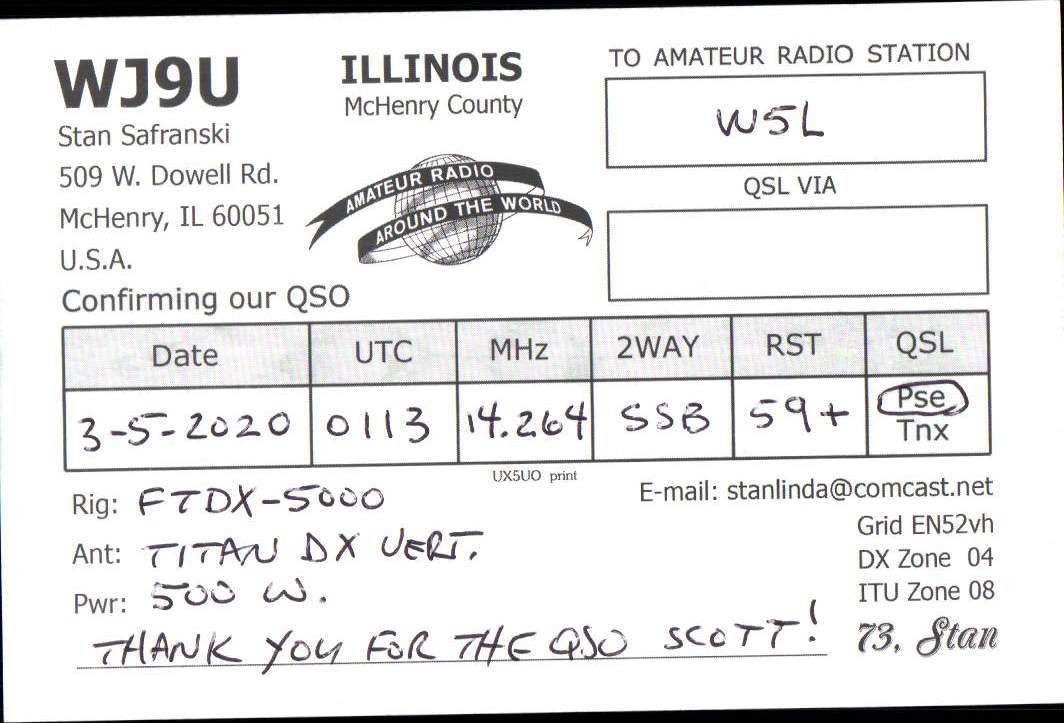 WJ9U
Stan Safranski
509 W. Dowell Rd.
McHenry, IL 60051
U.S.A.
ILLINOIS
McHenry County
AMATEUR RADIO
AROUND THE WORLD
TO AMATEUR RADIO STATION
W5L
QSL VIA
Confirming our QSO
Date UTC MHz 2WAY RST QSL
3-5-2020 0113 14.264 SSB 59+ Pse
Tnx
UX5UO print
Rig: FTDX-5000
E-mail: stanlinda@comcast.net
Ant: TITAN DX VERT.
Grid EN52vh
DX Zone 04
Pwr: 500 W.
ITU Zone 08
THANK YOU FOR THE QSO SCOTT!
73, Stan